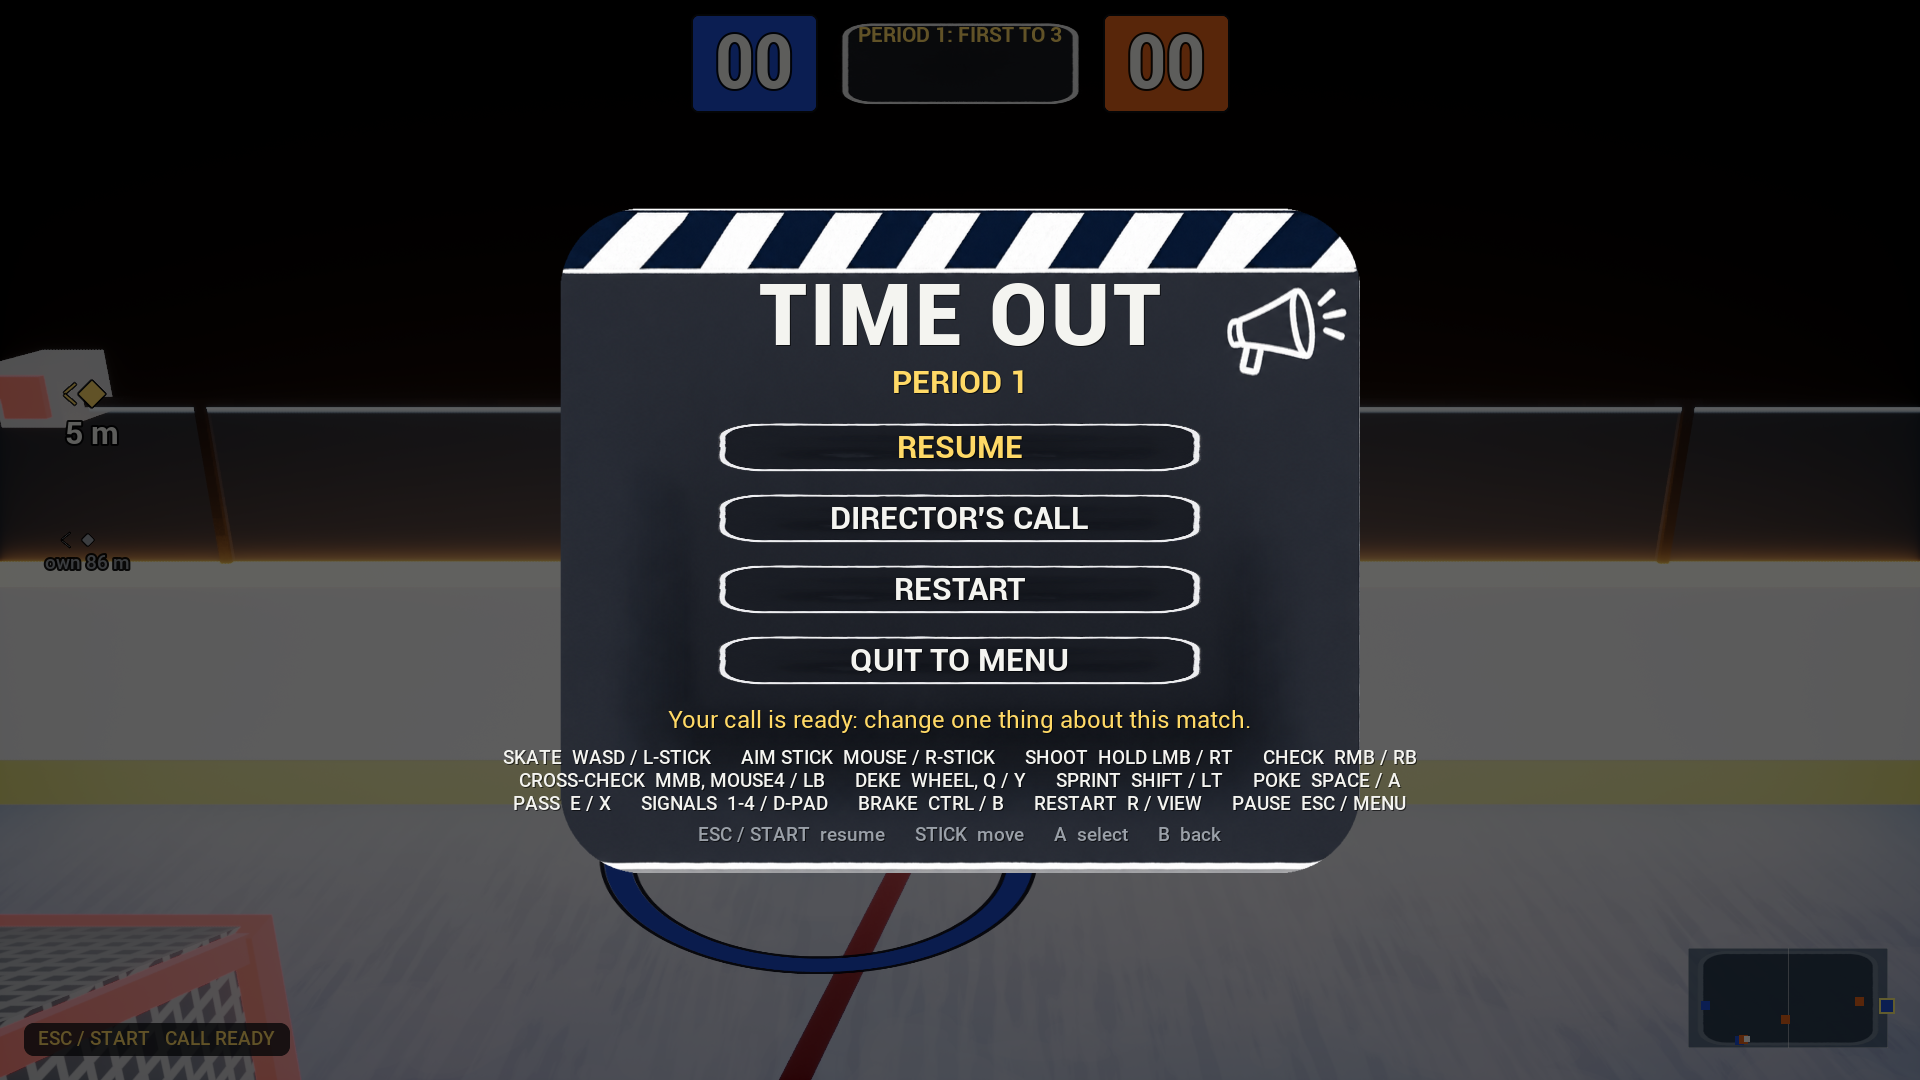 00
PERIOD 1: FIRST TO 3
00
TIME OUT
PERIOD 1
5 m
RESUME
DIRECTOR'S CALL
own 86 m
RESTART
QUIT TO MENU
Your call is ready: change one thing about this match.
SKATE WASD / L-STICK AIM STICK MOUSE / R-STICK SHOOT HOLD LMB / RT CHECK RMB / RB
CROSS-CHECK MMB, MOUSE4 / LB DEKE WHEEL, Q / Y SPRINT SHIFT / LT POKE SPACE / A
PASS E / X SIGNALS 1-4 / D-PAD BRAKE CTRL / B RESTART R / VIEW PAUSE ESC / MENU
ESC / START resume STICK move A select B back
ESC / START CALL READY